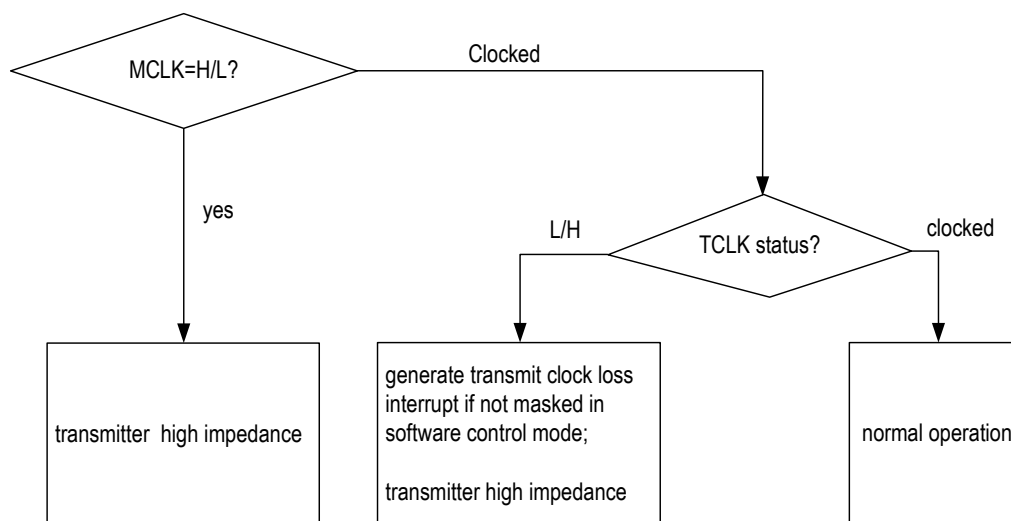 MCLK=H/L?
Clocked
yes
L/H
TCLK status?
clocked
transmitter high impedance
generate transmit clock loss
interrupt if not masked in
software control mode;
transmitter high impedance
normal operation